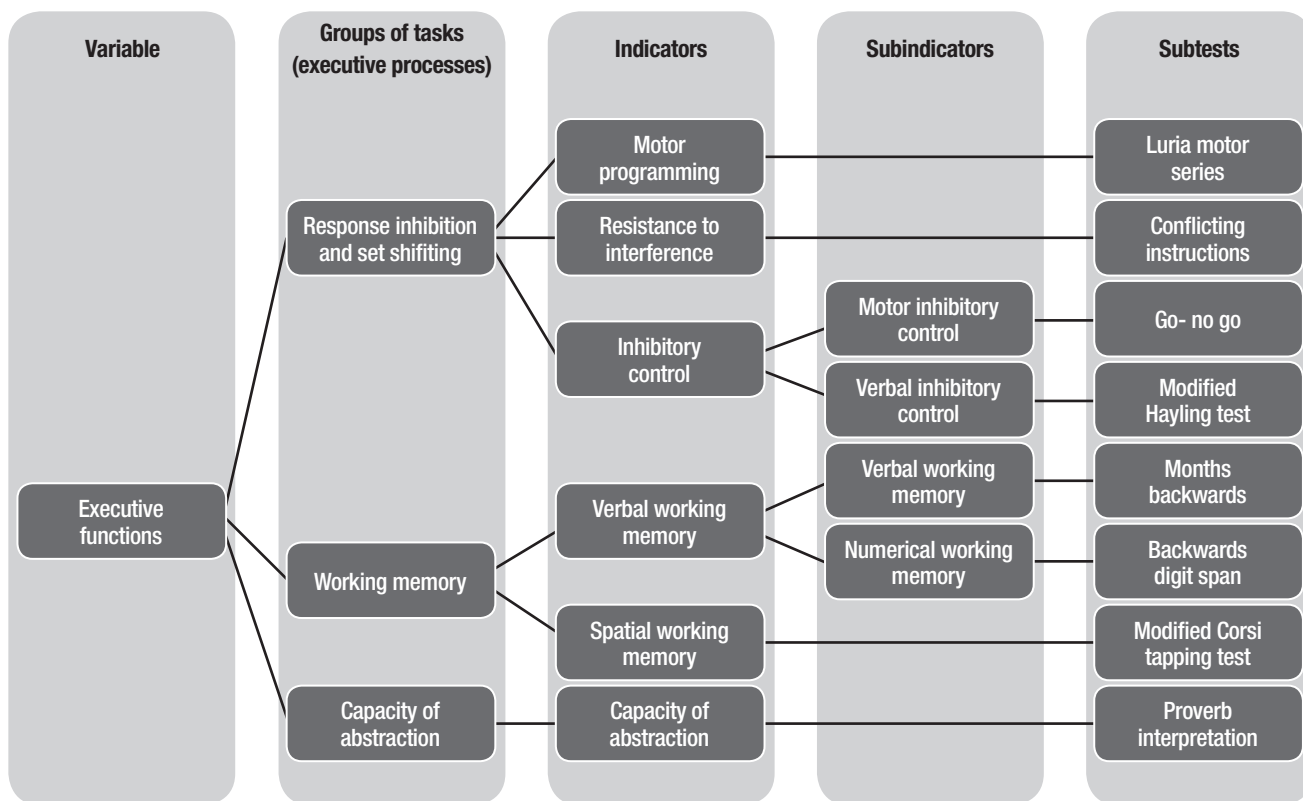 Variable
Groups of tasks
(executive processes)
Indicators
Subindicators
Subtests
Motor
programming
Luria motor
series
Response inhibition
and set shifiting
Resistance to
interference
Conflicting
instructions
Inhibitory
control
Motor inhibitory
control
Go- no go
Verbal inhibitory
control
Modified
Hayling test
Executive
functions
Working memory
Verbal working
memory
Verbal working
memory
Months
backwards
Numerical working
memory
Backwards
digit span
Spatial working
memory
Modified Corsi
tapping test
Capacity of
abstraction
Capacity of
abstraction
Proverb
interpretation